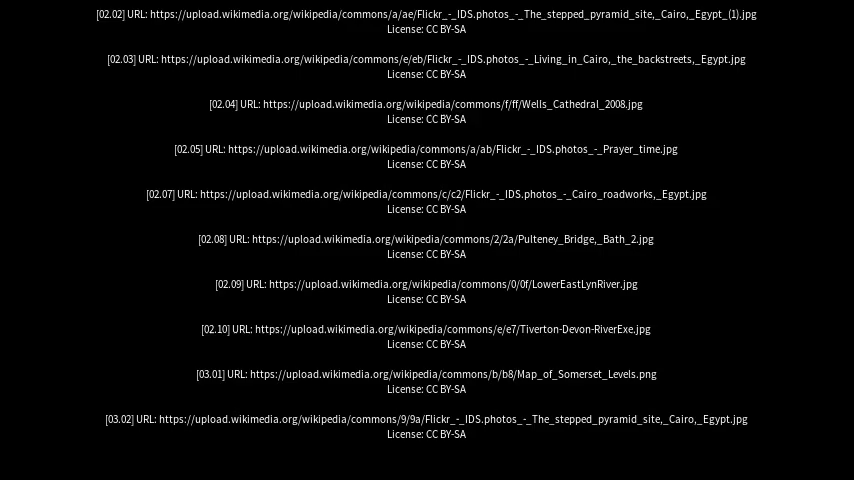 [02.02] URL: https://upload.wikimedia.org/wikipedia/commons/a/ae/Flickr_-_IDS.photos_-_The_stepped_pyramid_site,_Cairo,_Egypt_(1).jpg
License: CC BY-SA
[02.03] URL: https://upload.wikimedia.org/wikipedia/commons/e/eb/Flickr_-_IDS.photos_-_Living_in_Cairo,_the_backstreets,_Egypt.jpg
License: CC BY-SA
[02.04] URL: https://upload.wikimedia.org/wikipedia/commons/f/ff/Wells_Cathedral_2008.jpg
License: CC BY-SA
[02.05] URL: https://upload.wikimedia.org/wikipedia/commons/a/ab/Flickr_-_IDS.photos_-_Prayer_time.jpg
License: CC BY-SA
[02.07] URL: https://upload.wikimedia.org/wikipedia/commons/c/c2/Flickr_-_IDS.photos_-_Cairo_roadworks,_Egypt.jpg
License: CC BY-SA
[02.08] URL: https://upload.wikimedia.org/wikipedia/commons/2/2a/Pulteney_Bridge,_Bath_2.jpg
License: CC BY-SA
[02.09] URL: https://upload.wikimedia.org/wikipedia/commons/0/0f/LowerEastLynRiver.jpg
License: CC BY-SA
[02.10] URL: https://upload.wikimedia.org/wikipedia/commons/e/e7/Tiverton-Devon-RiverExe.jpg
License: CC BY-SA
[03.01] URL: https://upload.wikimedia.org/wikipedia/commons/b/b8/Map_of_Somerset_Levels.png
License: CC BY-SA
[03.02] URL: https://upload.wikimedia.org/wikipedia/commons/9/9a/Flickr_-_IDS.photos_-_The_stepped_pyramid_site,_Cairo,_Egypt.jpg
License: CC BY-SA